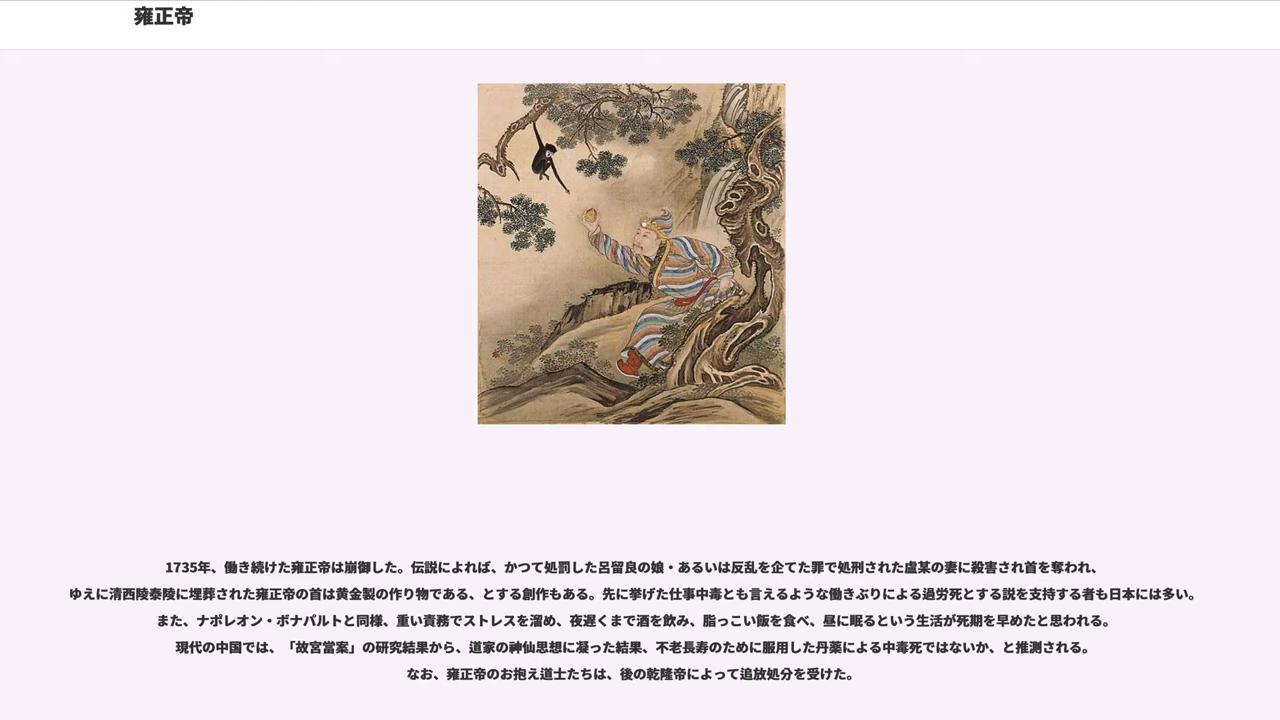 雍正帝
1735年、働き続けた雍正帝は崩御した。伝説によれば、かつて処罰した呂留良の娘・あるいは反乱を企てた罪で処刑された盧某の妻に殺害され首を奪われ、
ゆえに清西陵泰陵に埋葬された雍正帝の首は黄金製の作り物である、とする創作もある。先に挙げた仕事中毒とも言えるような働きぶりによる過労死とする説を支持する者も日本には多い。
また、ナポレオン・ボナパルトと同様、重い責務でストレスを溜め、夜遅くまで酒を飲み、脂っこい飯を食べ、昼に眠るという生活が死期を早めたと思われる。
現代の中国では、「故宮當案」の研究結果から、道家の神仙思想に凝った結果、不老長寿のために服用した丹薬による中毒死ではないか、と推測される。
なお、雍正帝のお抱え道士たちは、後の乾隆帝によって追放処分を受けた。